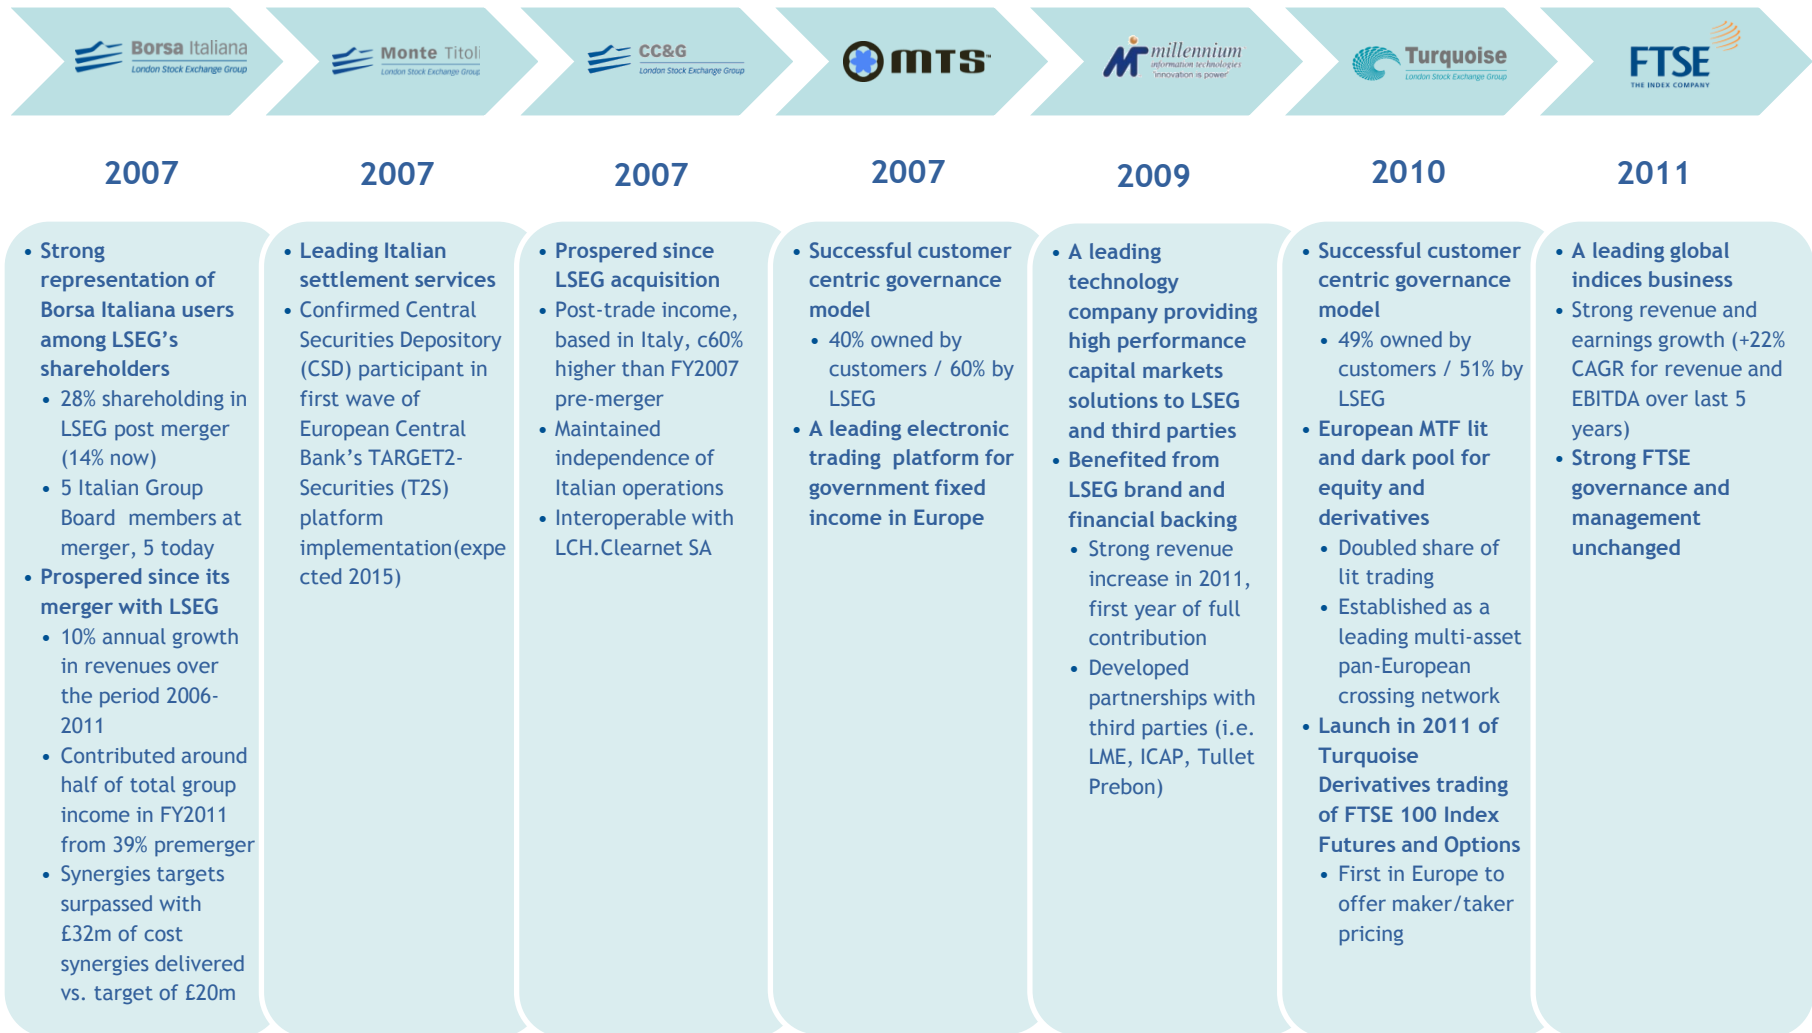 Borsa Italiana
London Stock Exchange Group
Monte Titoli
London Stock Exchange Group
CC&G
London Stock Exchange Group
MTS™
millennium
information technologies
"innovation is power"
Turquoise
London Stock Exchange Group
FTSE
THE INDEX COMPANY
2007
2007
2007
2007
2009
2010
2011
• Strong
representation of
Borsa Italiana users
among LSEG’s
shareholders
• 28% shareholding in
LSEG post merger
(14% now)
• 5 Italian Group
Board members at
merger, 5 today
• Prospered since its
merger with LSEG
• 10% annual growth
in revenues over
the period 2006-
2011
• Contributed around
half of total group
income in FY2011
from 39% premerger
• Synergies targets
surpassed with
£32m of cost
synergies delivered
vs. target of £20m
• Leading Italian
settlement services
• Confirmed Central
Securities Depository
(CSD) participant in
first wave of
European Central
Bank’s TARGET2-
Securities (T2S)
platform
implementation(expe
cted 2015)
• Prospered since
LSEG acquisition
• Post-trade income,
based in Italy, c60%
higher than FY2007
pre-merger
• Maintained
independence of
Italian operations
• Interoperable with
LCH.Clearnet SA
• Successful customer
centric governance
model
• 40% owned by
customers / 60% by
LSEG
• A leading electronic
trading platform for
government fixed
income in Europe
• A leading
technology
company providing
high performance
capital markets
solutions to LSEG
and third parties
• Benefited from
LSEG brand and
financial backing
• Strong revenue
increase in 2011,
first year of full
contribution
• Developed
partnerships with
third parties (i.e.
LME, ICAP, Tullet
Prebon)
• Successful customer
centric governance
model
• 49% owned by
customers / 51% by
LSEG
• European MTF lit
and dark pool for
equity and
derivatives
• Doubled share of
lit trading
• Established as a
leading multi-asset
pan-European
crossing network
• Launch in 2011 of
Turquoise
Derivatives trading
of FTSE 100 Index
Futures and Options
• First in Europe to
offer maker/taker
pricing
• A leading global
indices business
• Strong revenue and
earnings growth (+22%
CAGR for revenue and
EBITDA over last 5
years)
• Strong FTSE
governance and
management
unchanged